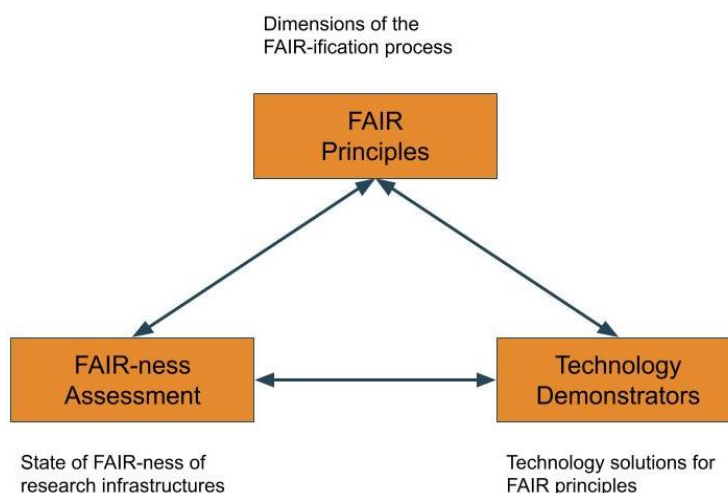 Dimensions of the
FAIR-ification process
FAIR
Principles
FAIR-ness
Assessment
Technology
Demonstrators
State of FAIR-ness of
research infrastructures
Technology solutions for
FAIR principles